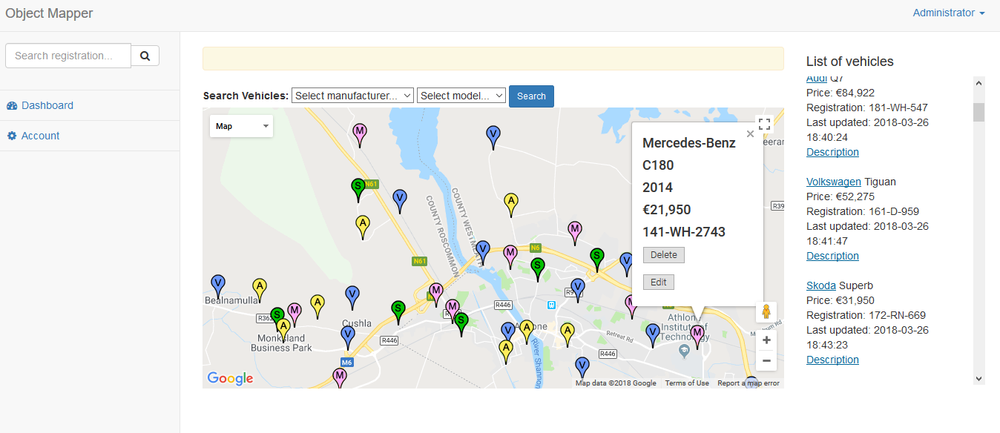 Object Mapper
Administrator
Search registration...
Dashboard
Account
Search Vehicles: Select manufacturer... Select model... Search
Map
M
V
S
N61
V
A
A
M
COUNTY ROSCOMMON
COUNTY WESTMEATH
V
M
N6
S
S
V
N61
V
A
V
A
M
V
M
Bealnamulla
S
M
A
R446
S
M
S
Cushla
Monksland
Business Park
V
R446
M6
M
V
A
A
A
River Shannon
V
R446
Retreat Rd
V
Athlone
Institute of
Technology
M
Mercedes-Benz
C180
2014
€21,950
141-WH-2743
Delete
Edit
Google
Map data ©2018 Google
Terms of Use
Report a map error
List of vehicles
Audi Q7
Price: €84,922
Registration: 181-WH-547
Last updated: 2018-03-26
18:40:24
Description
Volkswagen Tiguan
Price: €52,275
Registration: 161-D-959
Last updated: 2018-03-26
18:41:47
Description
Skoda Superb
Price: €31,950
Registration: 172-RN-669
Last updated: 2018-03-26
18:43:23
Description